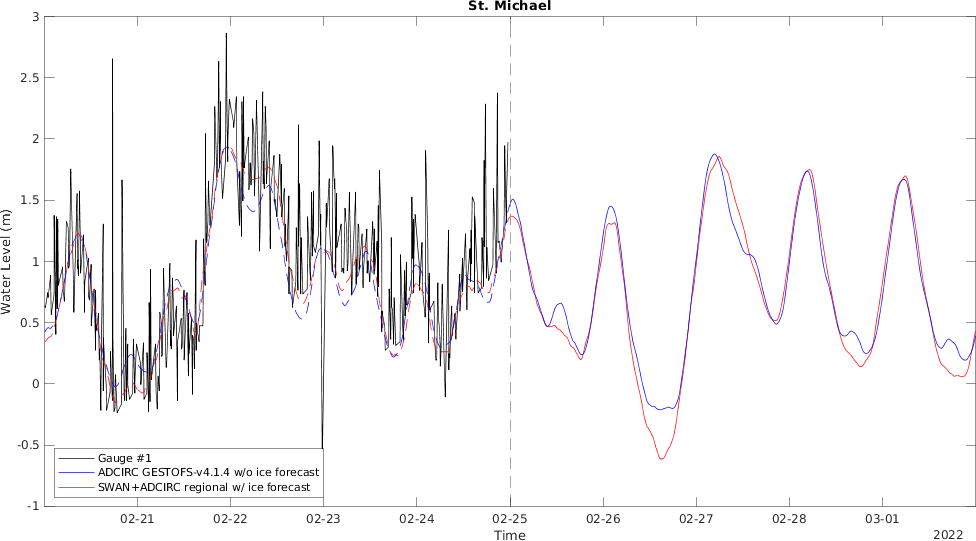 St. Michael
3
2.5
2
1.5
1
0.5
0
-0.5
-1
Water Level (m)
Gauge #1
ADCIRC GESTOFS-v4.1.4 w/o ice forecast
SWAN+ADCIRC regional w/ ice forecast
02-21 02-22 02-23 02-24 02-25 02-26 02-27 02-28 03-01
Time
2022